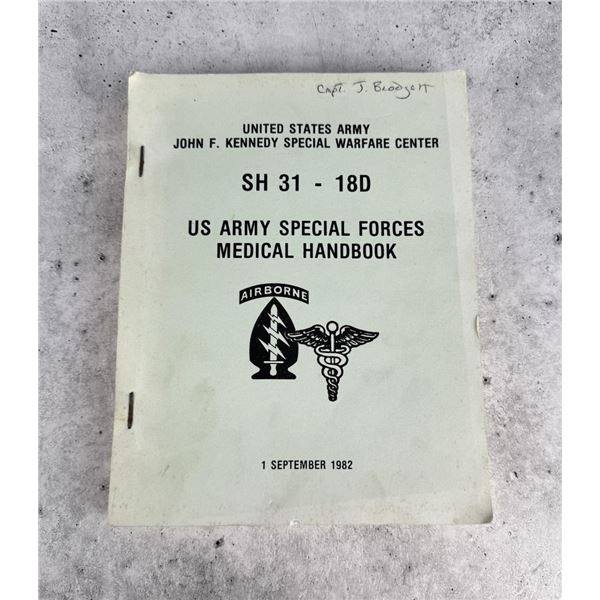 Capt. J. Blodgett
UNITED STATES ARMY
JOHN F. KENNEDY SPECIAL WARFARE CENTER
SH 31 - 18D
US ARMY SPECIAL FORCES
MEDICAL HANDBOOK
AIRBORNE
1 SEPTEMBER 1982